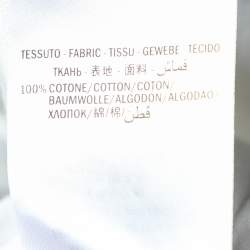 TESSUTO - FABRIC - TISSU - GEWEBE TECIDO
ТКАНЬ - 表地 - 面料 - قماش
100% COTONE/COTTON/COTON/
BAUMWOLLE/ALGODON/ALGODAO-
ХЛОПОК/綿/棉/قطن